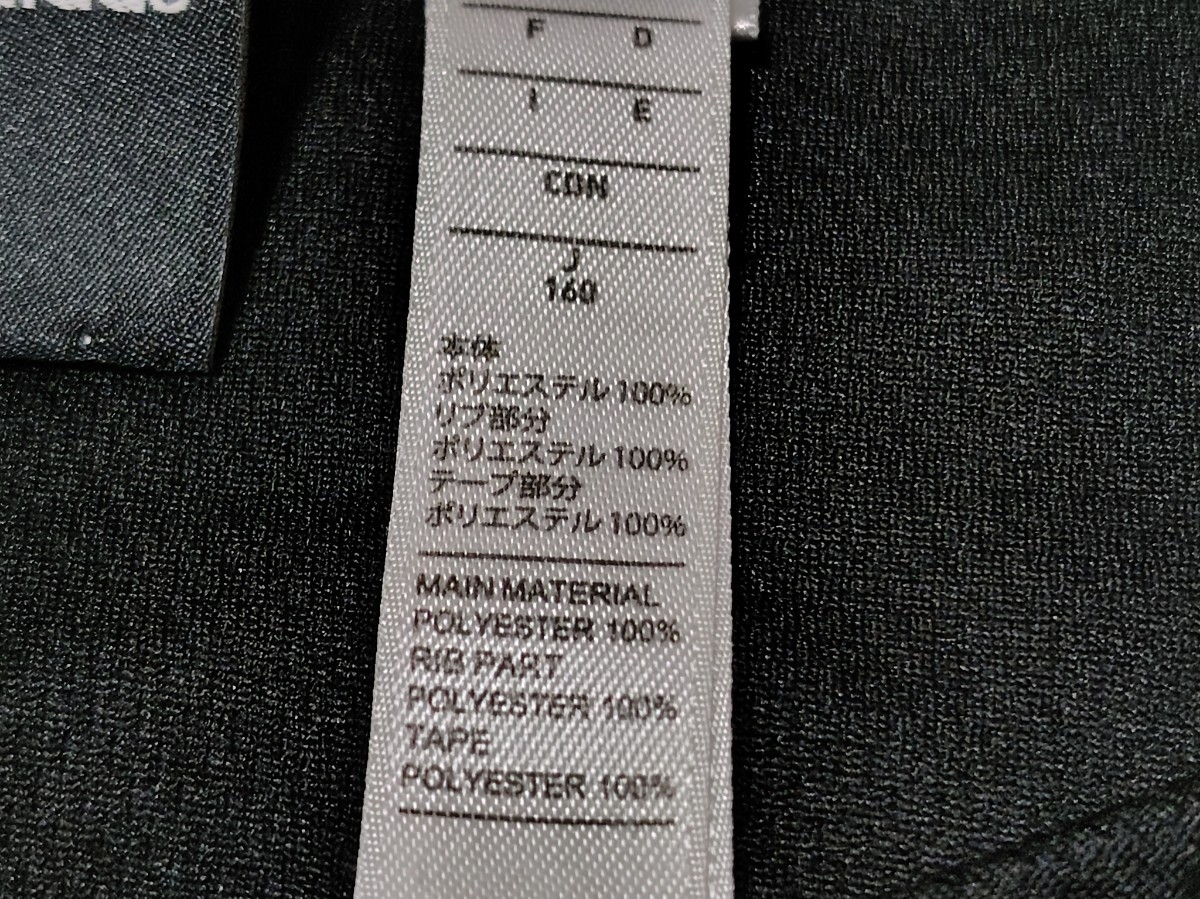 F D
I E
CDN
J
160
本体
ポリエステル100%
リブ部分
ポリエステル100%
テープ部分
ポリエステル100%
MAIN MATERIAL
POLYESTER 100%
RIB PART
POLYESTER 100%
TAPE
POLYESTER 100%